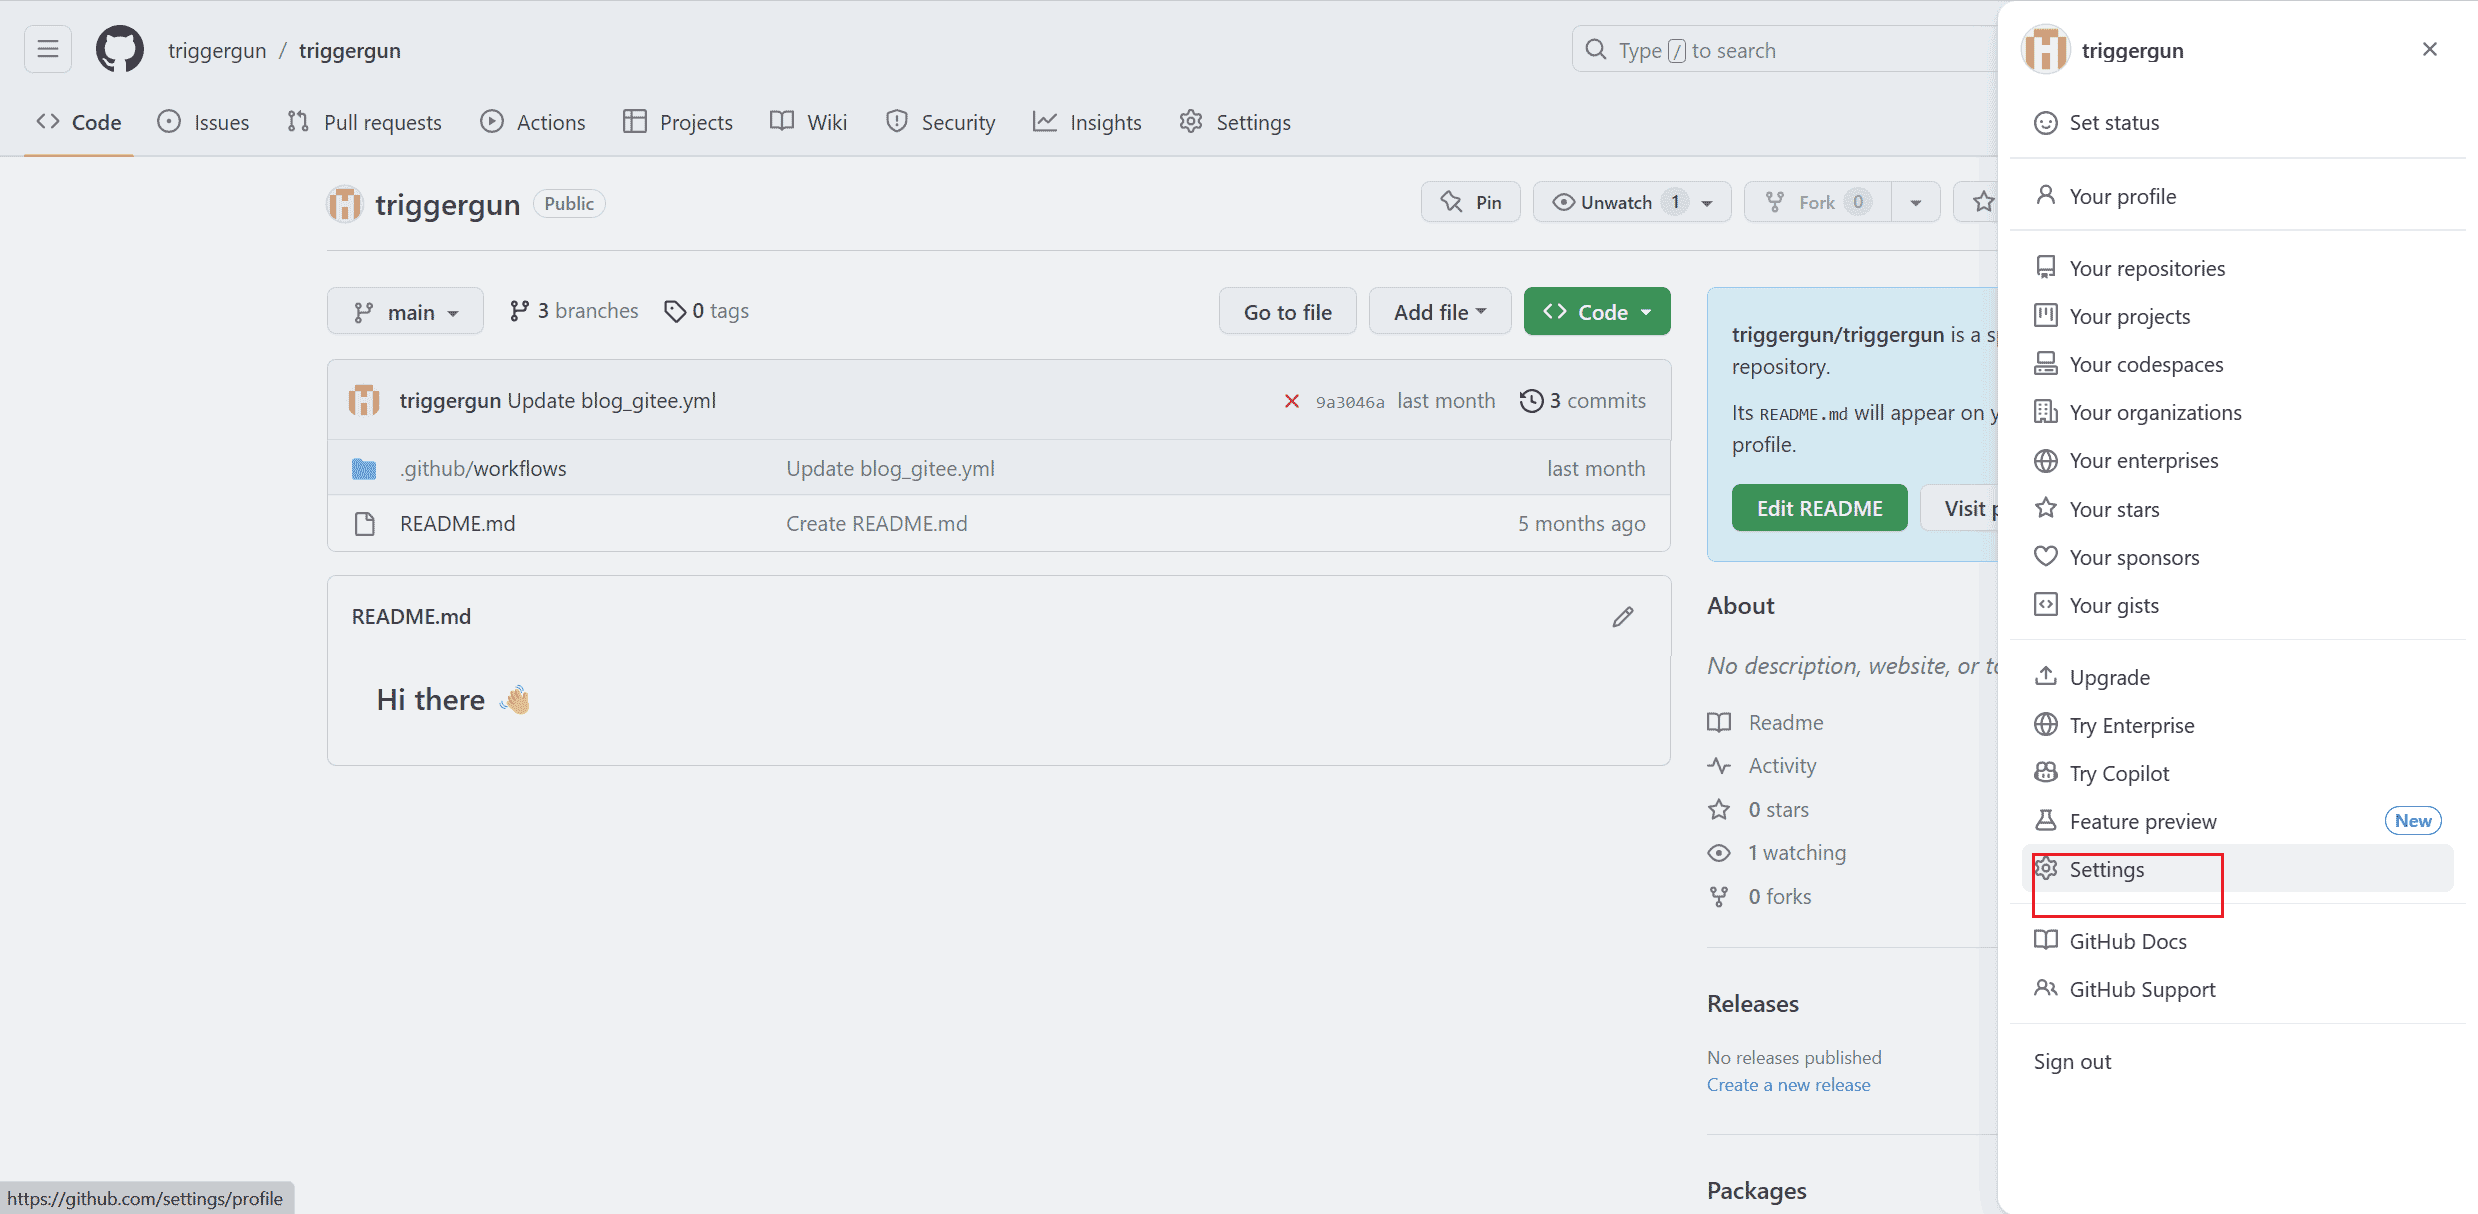 triggergun / triggergun
Type / to search
Code Issues Pull requests Actions Projects Wiki Security Insights Settings
triggergun Public
Pin Unwatch 1 Fork 0
main 3 branches 0 tags
Go to file Add file Code
triggergun Update blog_gitee.yml 9a3046a last month 3 commits
.github/workflows Update blog_gitee.yml last month
README.md Create README.md 5 months ago
README.md
Hi there 👋
triggergun/triggergun is a
repository.
Its README.md will appear on
profile.
Edit README Visit
About
No description, website, or
Readme
Activity
0 stars
1 watching
0 forks
Releases
No releases published
Create a new release
Packages
triggergun
Set status
Your profile
Your repositories
Your projects
Your codespaces
Your organizations
Your enterprises
Your stars
Your sponsors
Your gists
Upgrade
Try Enterprise
Try Copilot
Feature preview New
Settings
GitHub Docs
GitHub Support
Sign out
https://github.com/settings/profile